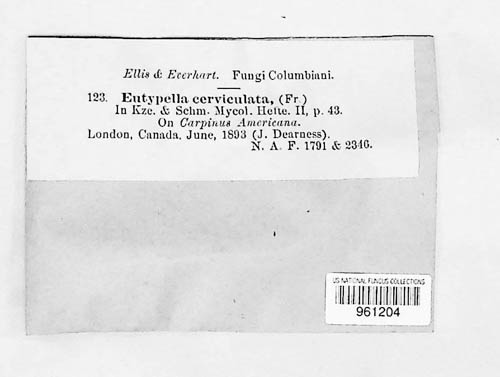 Ellis & Everhart. Fungi Columbiani.
123. Eutypella cerviculata, (Fr.)
In Kze. & Schm. Mycol. Hefte. II, p. 43.
On Carpinus Americana.
London, Canada, June, 1893 (J. Dearness).
N. A. F. 1791 & 2346.
US NATIONAL FUNGUS COLLECTIONS
961204